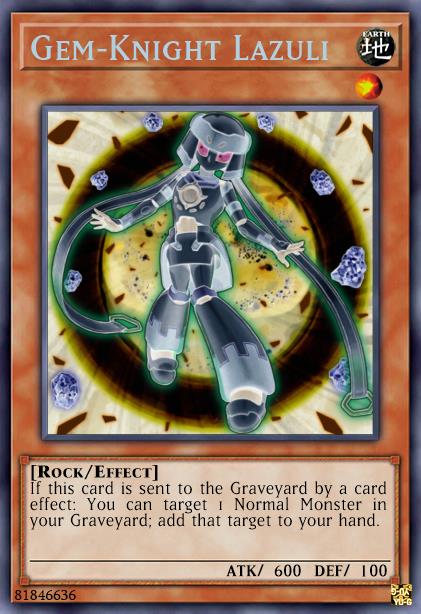 Gem-Knight Lazuli
EARTH
地
[Rock/Effect]
If this card is sent to the Graveyard by a card
effect: You can target 1 Normal Monster in
your Graveyard; add that target to your hand.
ATK/ 600 DEF/ 100
81846636